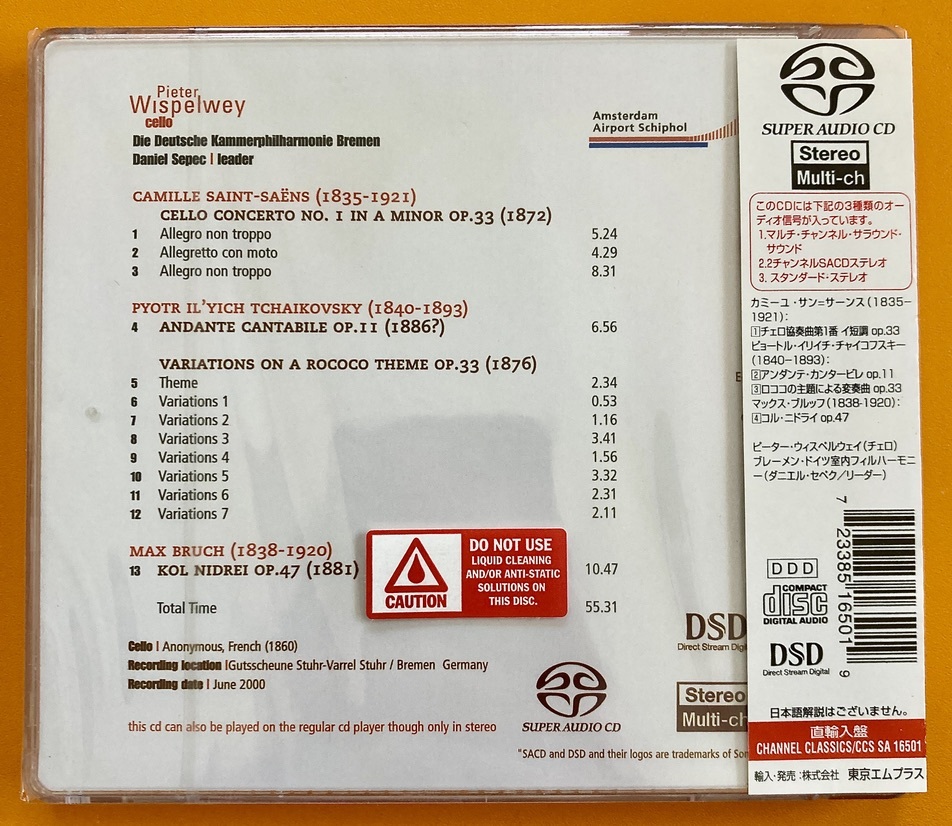 Pieter
Wispelwey
cello
Die Deutsche Kammerphilharmonie Bremen
Daniel Sepec | leader
Amsterdam
Airport Schiphol
CAMILLE SAINT-SAËNS (1835-1921)
CELLO CONCERTO NO. 1 IN A MINOR OP.33 (1872)
1 Allegro non troppo 5.24
2 Allegretto con moto 4.29
3 Allegro non troppo 8.31
PYOTR IL'YICH TCHAIKOVSKY (1840-1893)
4 ANDANTE CANTABILE OP.11 (1886?) 6.56
VARIATIONS ON A ROCOCO THEME OP.33 (1876)
5 Theme 2.34
6 Variations 1 0.53
7 Variations 2 1.16
8 Variations 3 3.41
9 Variations 4 1.56
10 Variations 5 3.32
11 Variations 6 2.31
12 Variations 7 2.11
MAX BRUCH (1838-1920)
13 KOL NIDREI OP.47 (1881) 10.47
Total Time 55.31
CAUTION
DO NOT USE
LIQUID CLEANING
AND/OR ANTI-STATIC
SOLUTIONS ON
THIS DISC.
Cello | Anonymous, French (1860)
Recording location |Gutsscheune Stuhr-Varrel Stuhr / Bremen Germany
Recording date | June 2000
this cd can also be played on the regular cd player though only in stereo
SUPER AUDIO CD
DSD
Direct Stream Digi
Stereo
Multi-ch
"SACD and DSD and their logos are trademarks of Son
SUPER AUDIO CD
Stereo
Multi-ch
このCDには下記の3種類のオー
ディオ信号が入っています。
1.マルチ・チャンネル・サラウンド・
サウンド
2.2チャンネルSACDステレオ
3. スタンダード・ステレオ
カミーユ・サン=サーンス(1835–
1921):
1チェロ協奏曲第1番 イ短調 op.33
ピョートル・イリイチ・チャイコフスキー
(1840–1893):
2アンダンテ・カンタービレ op.11
3ロココの主題による変奏曲 op.33
マックス・ブルッフ(1838-1920):
4コル・ニドライ op.47
ピーター・ウィスペルウェイ(チェロ)
ブレーメン・ドイツ室内フィルハーモニ
ー(ダニエル・セペク/リーダー)
7 23385 16501 9
DDD
COMPACT
disc
DIGITAL AUDIO
DSD
Direct Stream Digital
日本語解説はございません。
直輸入盤
CHANNEL CLASSICS/CCS SA 16501
輸入・発売:株式会社 東京エムプラス